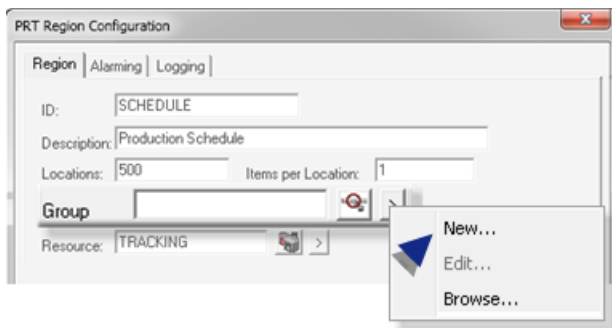 PRT Region Configuration
Region Alarming Logging
ID: SCHEDULE
Description: Production Schedule
Locations: 500 Items per Location: 1
Group >
New...
Resource: TRACKING >
Edit...
Browse...